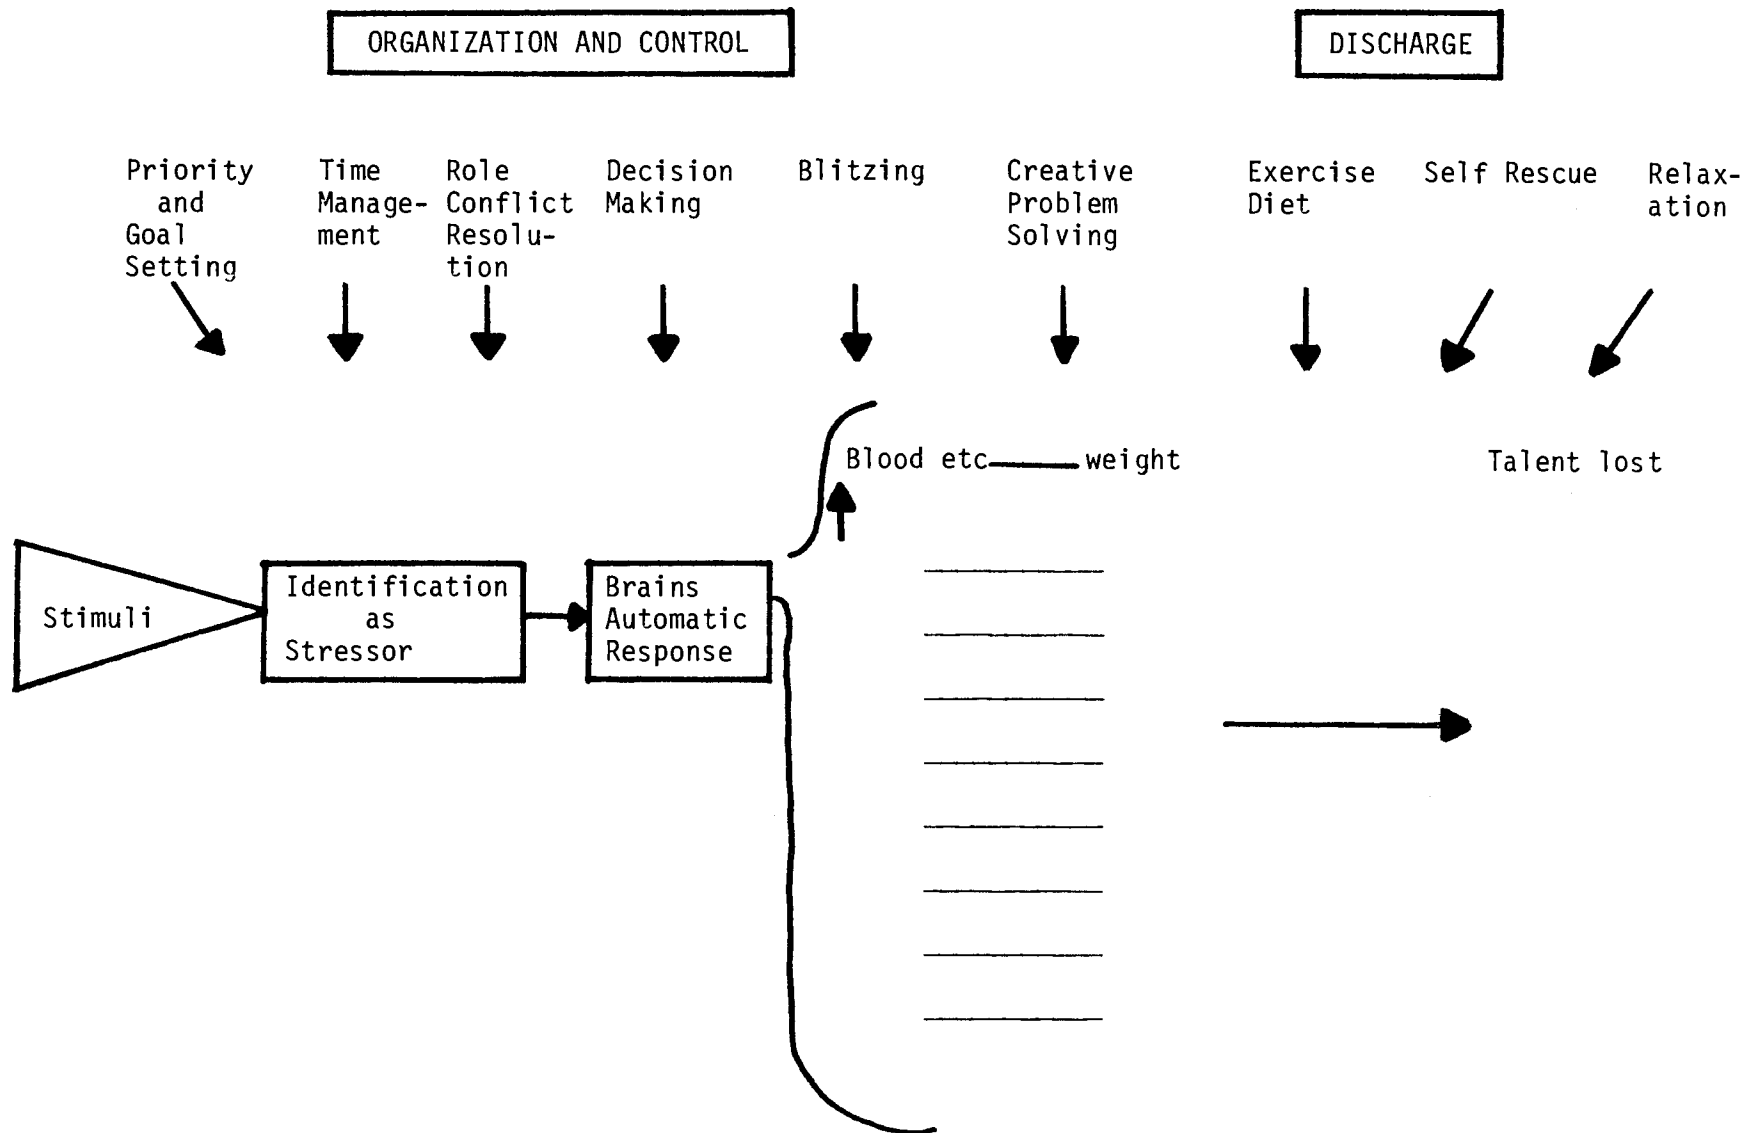 ORGANIZATION AND CONTROL
DISCHARGE
Priority
and
Goal
Setting
Time
Manage-
ment
Role
Conflict
Resolu-
tion
Decision
Making
Blitzing
Creative
Problem
Solving
Exercise
Diet
Self Rescue
Relax-
ation
Blood etc weight
Talent lost
Stimuli
Identification
as
Stressor
Brains
Automatic
Response